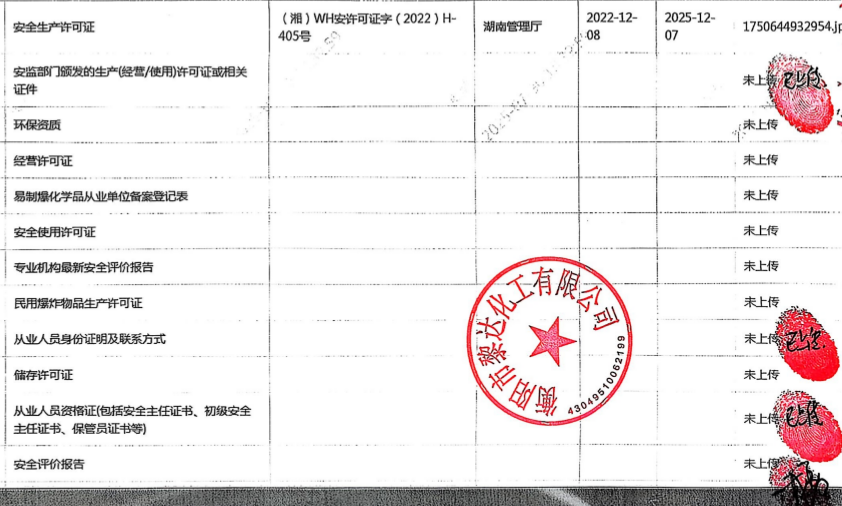 安全生产许可证 （湘）WH安许可证字（2022）H- 湖南管理厅 2022-12- 2025-12- 1750644932954.jp
405号 08 07
安监部门颁发的生产(经营/使用)许可证或相关 未上传 已上传
证件
环保资质 未上传
经营许可证 未上传
易制爆化学品从业单位备案登记表 未上传
安全使用许可证 未上传
专业机构最新安全评价报告 未上传
民用爆炸物品生产许可证 未上传
从业人员身份证明及联系方式 未上传 已上传
储存许可证 未上传
从业人员资格证(包括安全主任证书、初级安全 未上传 已上传
主任证书、保管员证书等)
安全评价报告 未上传
衡阳市黎达化工有限公司
43049510062199